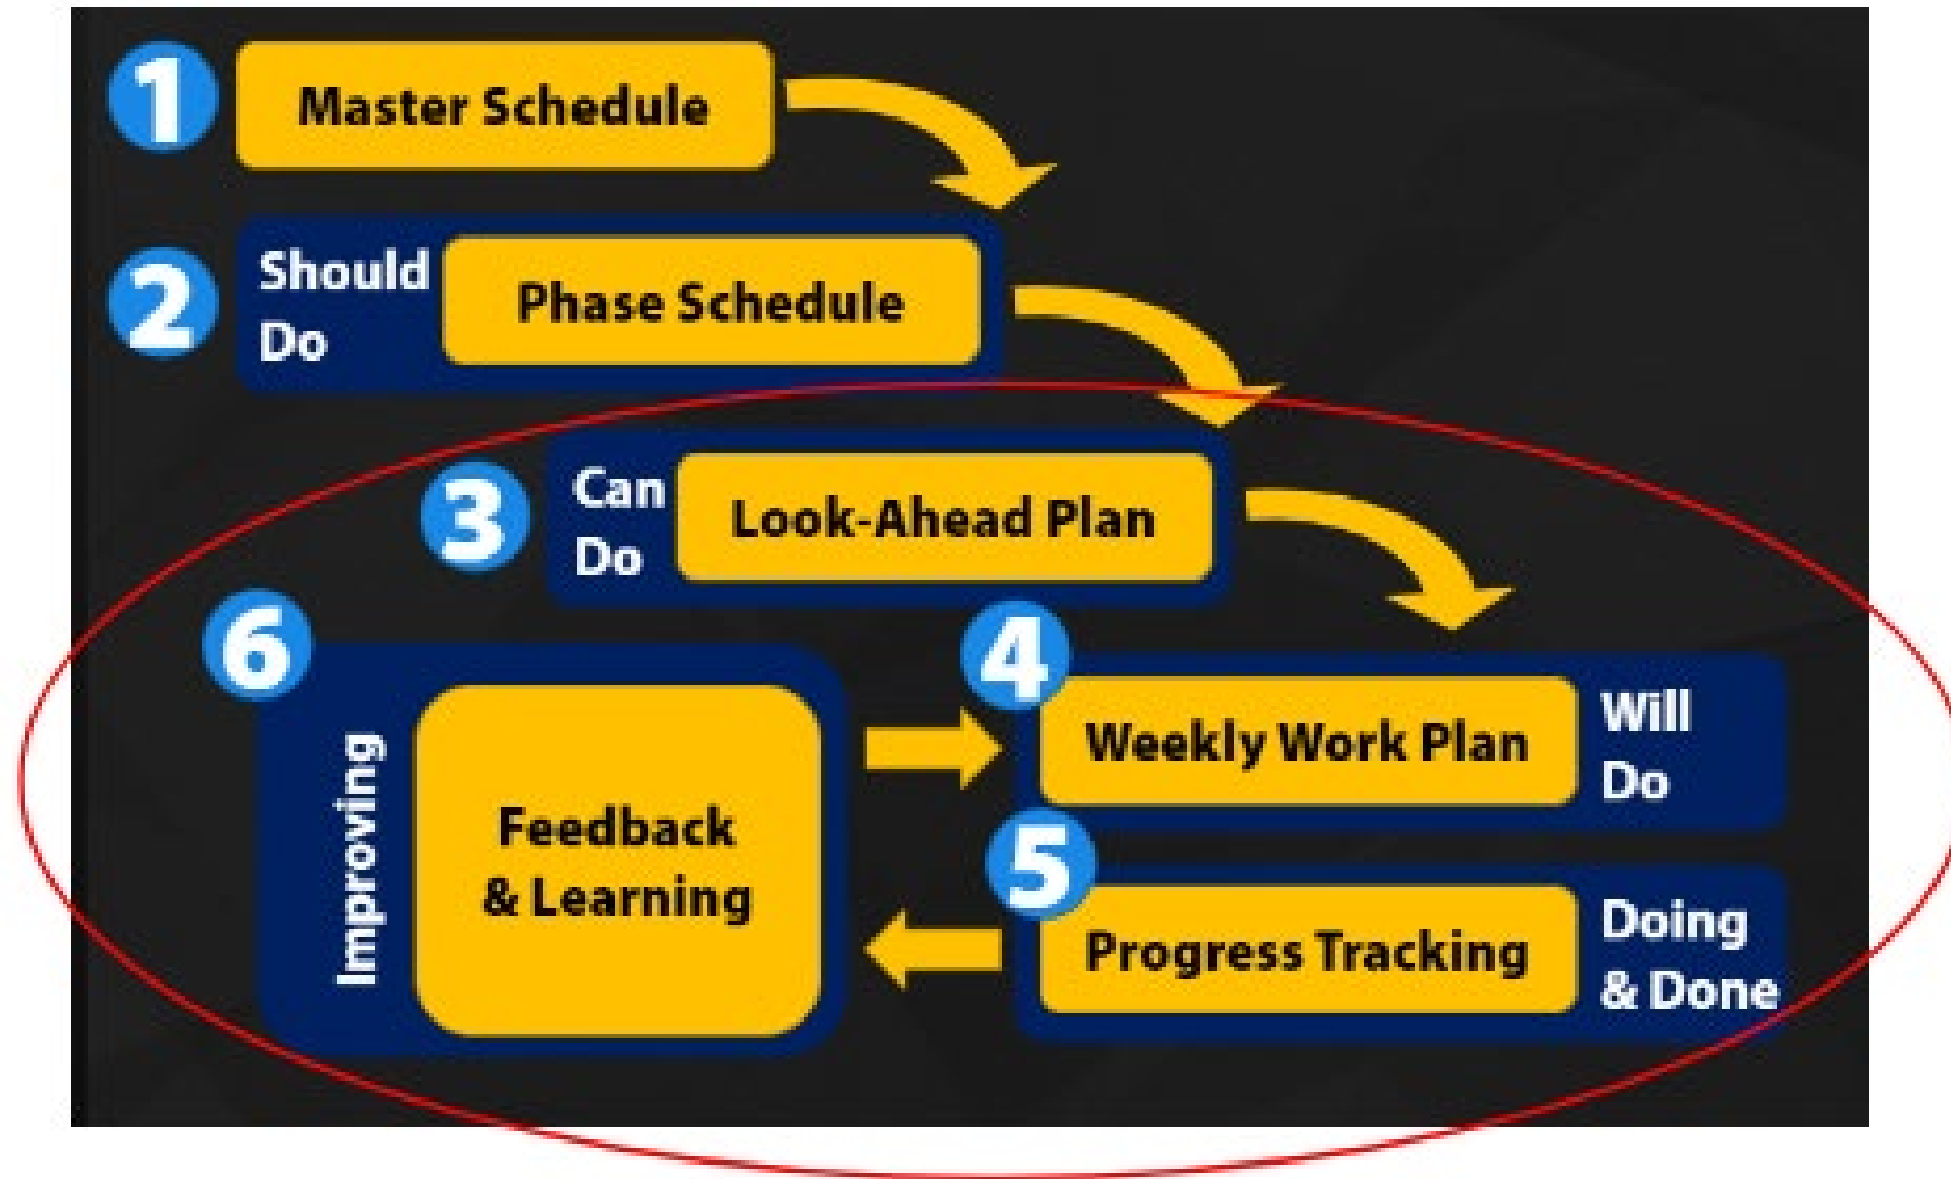 1
Master Schedule
2
Should
Do
Phase Schedule
3
Can
Do
Look-Ahead Plan
4
Weekly Work Plan
Will
Do
5
Progress Tracking
Doing
& Done
6
Improving
Feedback
& Learning